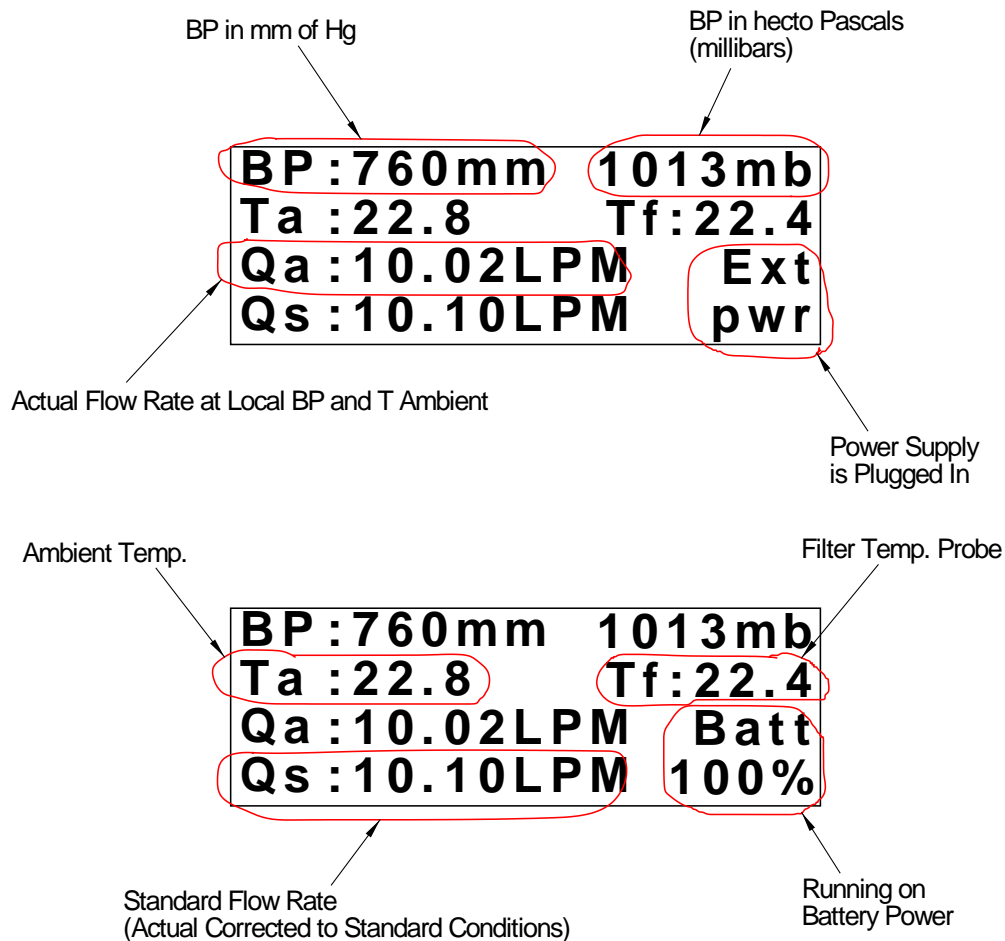 BP in mm of Hg
BP in hecto Pascals
(millibars)
BP:760mm 1013mb
Ta:22.8 Tf:22.4
Qa:10.02LPM Ext
Qs:10.10LPM pwr
Actual Flow Rate at Local BP and T Ambient
Power Supply
is Plugged In
Ambient Temp.
Filter Temp. Probe
BP:760mm 1013mb
Ta:22.8 Tf:22.4
Qa:10.02LPM Batt
Qs:10.10LPM 100%
Standard Flow Rate
(Actual Corrected to Standard Conditions)
Running on
Battery Power